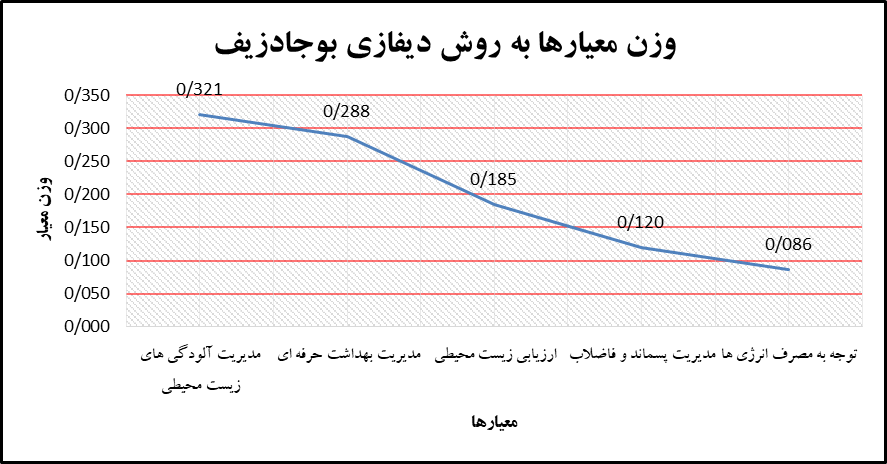 وزن معیارها به روش دیفازی بوجادزیف
0/350
0/300
0/250
0/200
0/150
0/100
0/050
0/000
وزن معیار
0/321
0/288
0/185
0/120
0/086
مدیریت آلودگی های
زیست محیطی
مدیریت بهداشت حرفه ای
ارزیابی زیست محیطی
مدیریت پسماند و فاضلاب
توجه به مصرف انرژی ها
معیارها